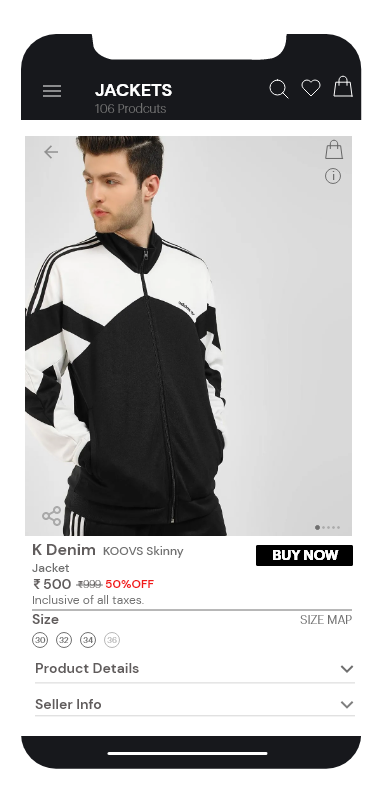 JACKETS
106 Prodcuts
adidas
K Denim KOOVS Skinny
BUY NOW
Jacket
₹ 500 ₹999 50%OFF
Inclusive of all taxes.
Size SIZE MAP
30 32 34 36
Product Details
Seller Info